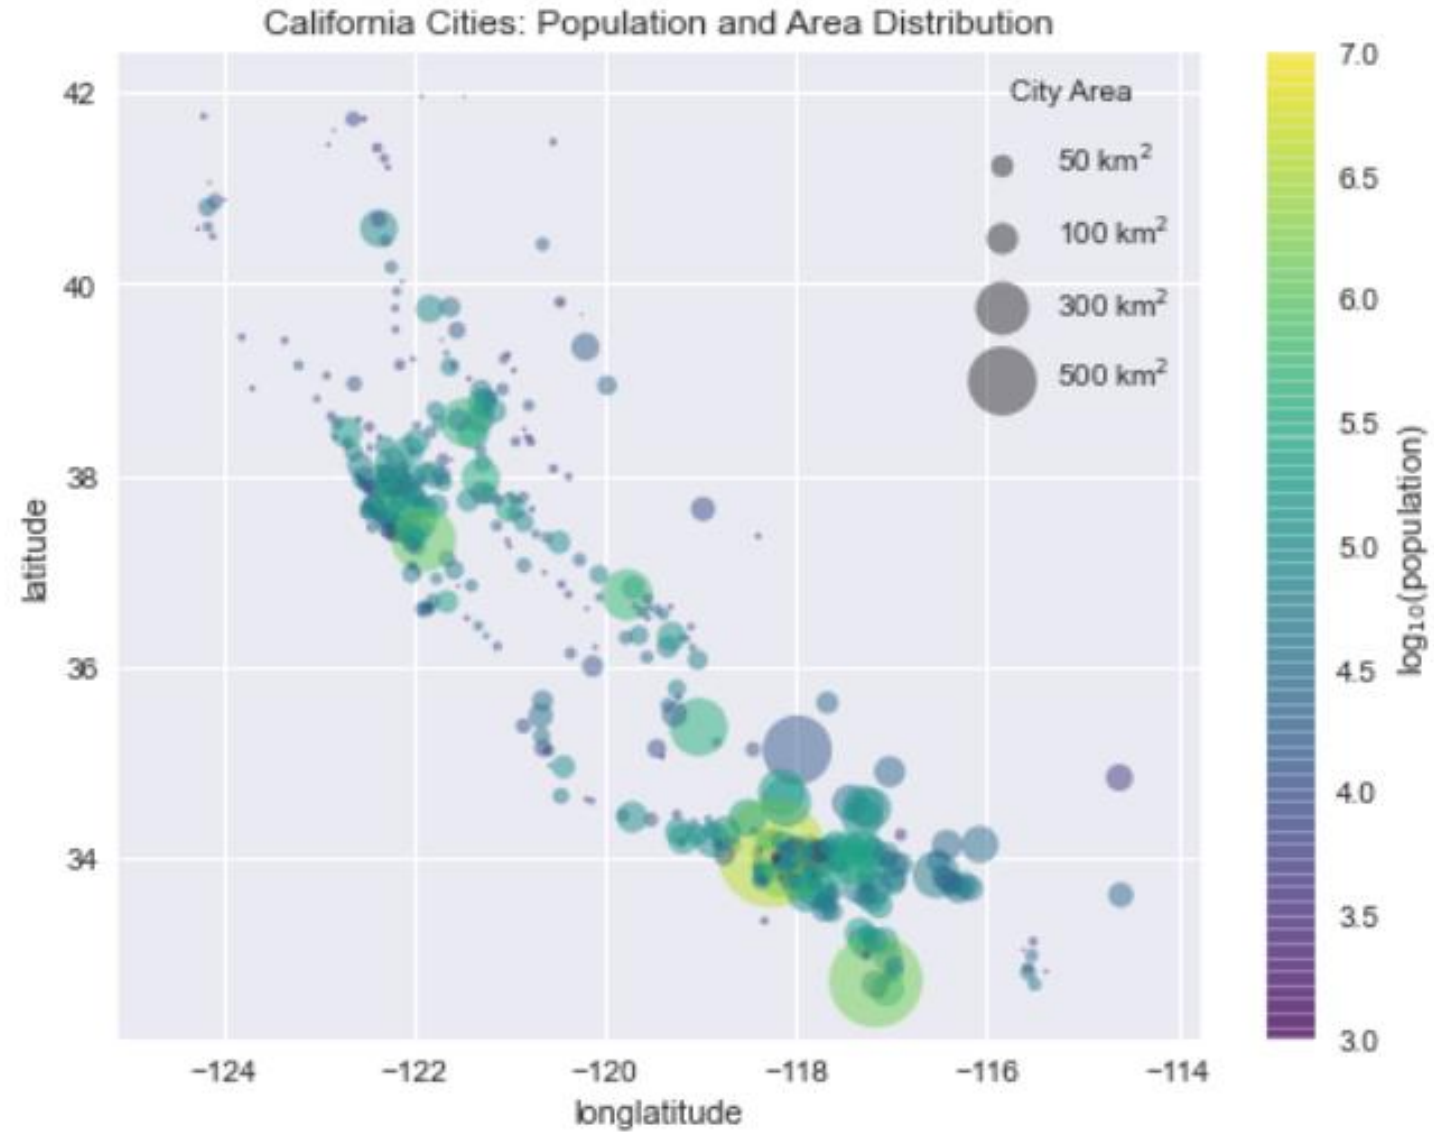 California Cities: Population and Area Distribution
City Area
50 km²
100 km²
300 km²
500 km²
42
40
38
36
34
latitude
−124
−122
−120
−118
−116
−114
longlatitude
7.0
6.5
6.0
5.5
5.0
4.5
4.0
3.5
3.0
log₁₀(population)